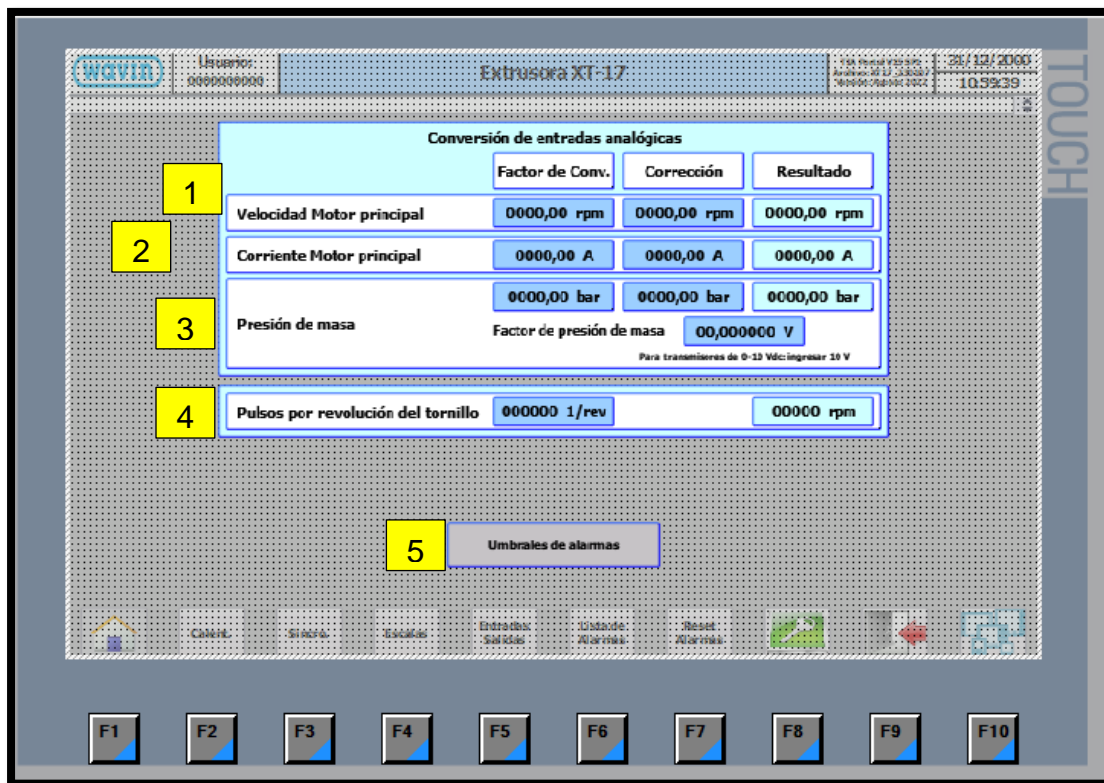 wavin
Usuario:
0000000000
Extrusora XT-17
TIA Portal V15 SP1
31/12/2000
10:59:39
TOUCH
Conversión de entradas analógicas
Factor de Conv.
Corrección
Resultado
1
Velocidad Motor principal
0000,00 rpm
0000,00 rpm
0000,00 rpm
2
Corriente Motor principal
0000,00 A
0000,00 A
0000,00 A
3
Presión de masa
0000,00 bar
0000,00 bar
0000,00 bar
Factor de presión de masa
00,000000 V
Para transmisores de 0-10 Vdc: ingresar 10 V
4
Pulsos por revolución del tornillo
000000 1/rev
00000 rpm
5
Umbrales de alarmas
Calent.
Sincro.
Escalas
Entradas
Salidas
Lista de
Alarmas
Reset
Alarmas
F1
F2
F3
F4
F5
F6
F7
F8
F9
F10